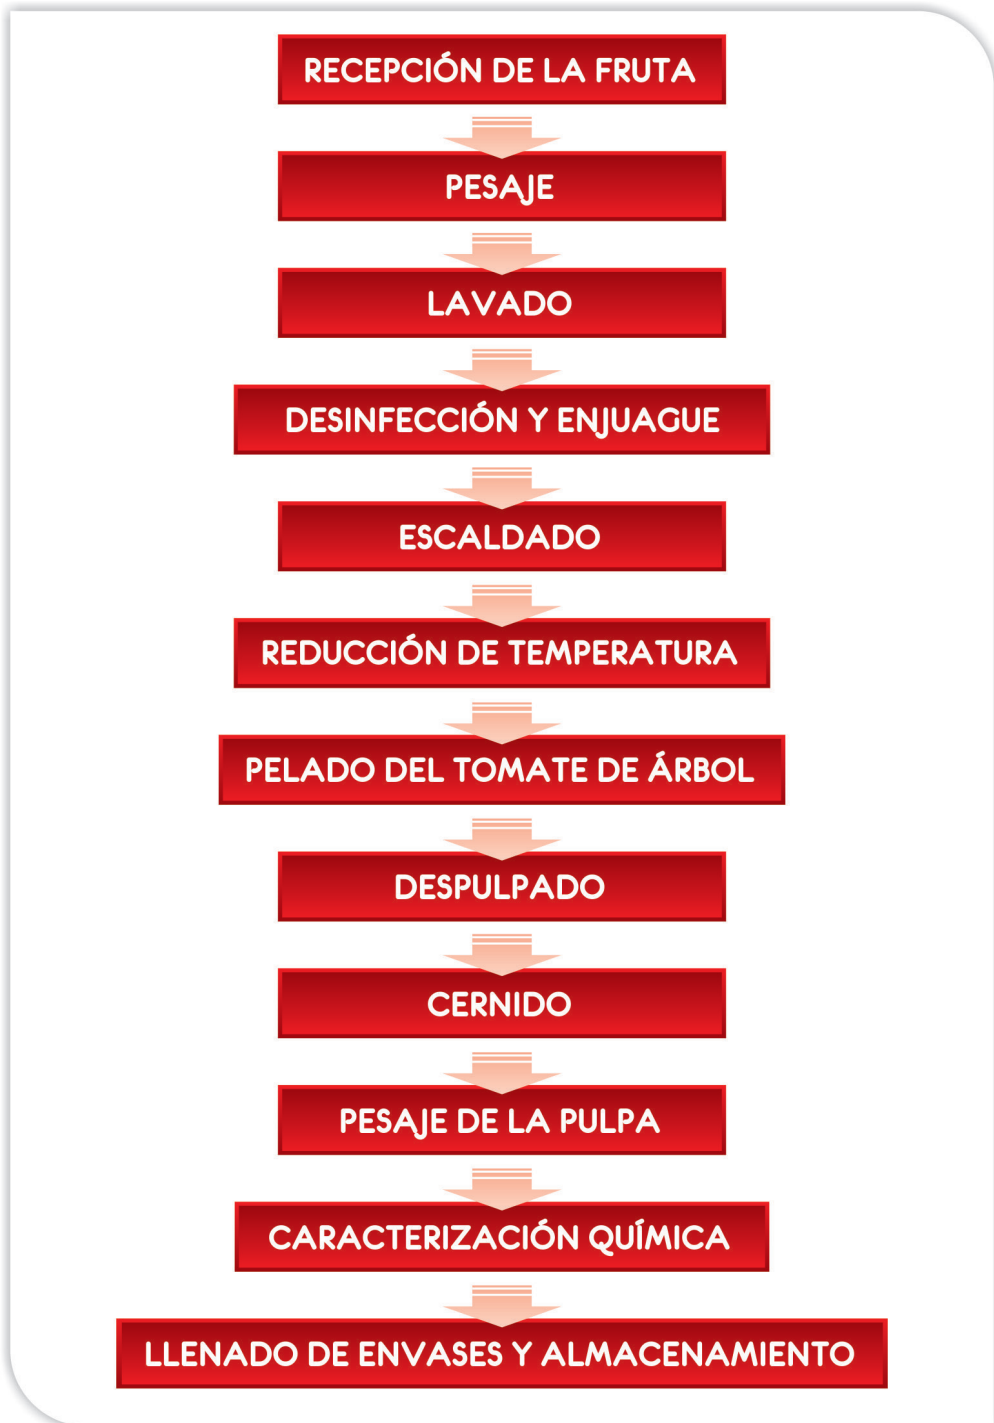 RECEPCIÓN DE LA FRUTA
PESAJE
LAVADO
DESINFECCIÓN Y ENJUAGUE
ESCALDADO
REDUCCIÓN DE TEMPERATURA
PELADO DEL TOMATE DE ÁRBOL
DESPULPADO
CERNIDO
PESAJE DE LA PULPA
CARACTERIZACIÓN QUÍMICA
LLENADO DE ENVASES Y ALMACENAMIENTO